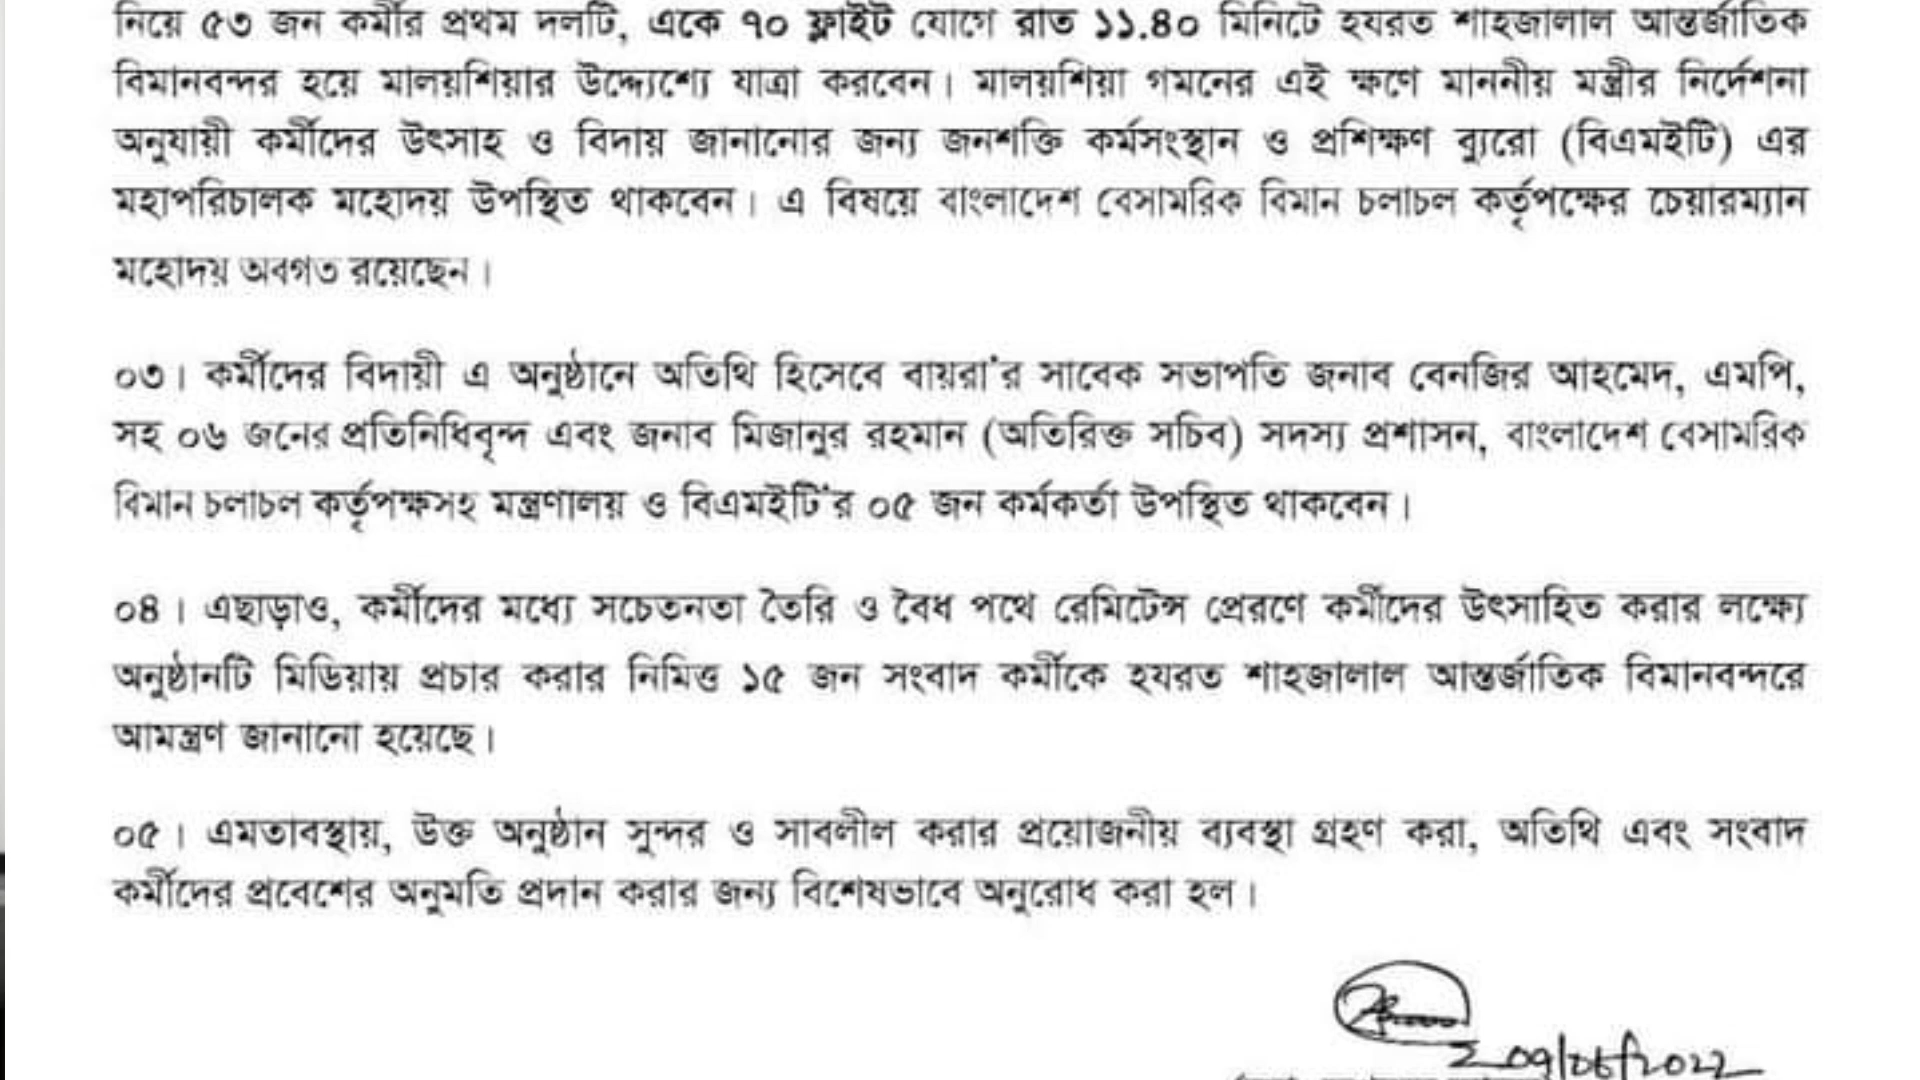 নিয়ে ৫৩ জন কর্মীর প্রথম দলটি, একে ৭০ ফ্লাইট যোগে রাত ১১.৪০ মিনিটে হযরত শাহজালাল আন্তর্জাতিক
বিমানবন্দর হয়ে মালয়শিয়ার উদ্দ্যেশ্যে যাত্রা করবেন। মালয়শিয়া গমনের এই ক্ষণে মাননীয় মন্ত্রীর নির্দেশনা
অনুযায়ী কর্মীদের উৎসাহ ও বিদায় জানানোর জন্য জনশক্তি কর্মসংস্থান ও প্রশিক্ষণ ব্যুরো (বিএমইটি) এর
মহাপরিচালক মহোদয় উপস্থিত থাকবেন। এ বিষয়ে বাংলাদেশ বেসামরিক বিমান চলাচল কর্তৃপক্ষের চেয়ারম্যান
মহোদয় অবগত রয়েছেন।
০৩। কর্মীদের বিদায়ী এ অনুষ্ঠানে অতিথি হিসেবে বায়রা'র সাবেক সভাপতি জনাব বেনজির আহমেদ, এমপি,
সহ ০৬ জনের প্রতিনিধিবৃন্দ এবং জনাব মিজানুর রহমান (অতিরিক্ত সচিব) সদস্য প্রশাসন, বাংলাদেশ বেসামরিক
বিমান চলাচল কর্তৃপক্ষসহ মন্ত্রণালয় ও বিএমইটি'র ০৫ জন কর্মকর্তা উপস্থিত থাকবেন।
০৪। এছাড়াও, কর্মীদের মধ্যে সচেতনতা তৈরি ও বৈধ পথে রেমিটেন্স প্রেরণে কর্মীদের উৎসাহিত করার লক্ষ্যে
অনুষ্ঠানটি মিডিয়ায় প্রচার করার নিমিত্ত ১৫ জন সংবাদ কর্মীকে হযরত শাহজালাল আন্তর্জাতিক বিমানবন্দরে
আমন্ত্রণ জানানো হয়েছে।
০৫। এমতাবস্থায়, উক্ত অনুষ্ঠান সুন্দর ও সাবলীল করার প্রয়োজনীয় ব্যবস্থা গ্রহণ করা, অতিথি এবং সংবাদ
কর্মীদের প্রবেশের অনুমতি প্রদান করার জন্য বিশেষভাবে অনুরোধ করা হল।